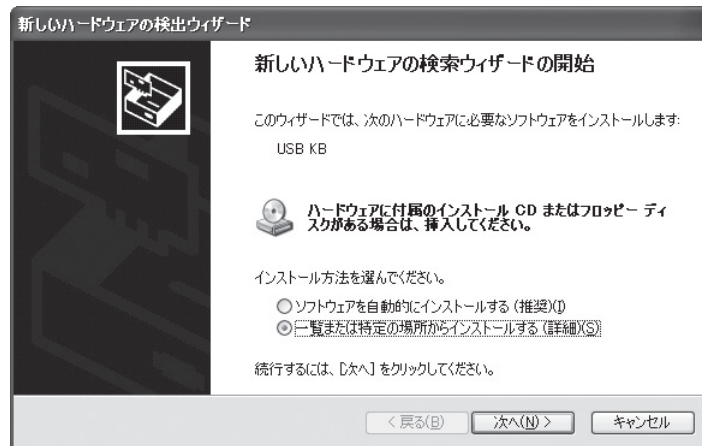 新しいハードウェアの検出ウィザード
新しいハードウェアの検索ウィザードの開始
このウィザードでは、次のハードウェアに必要なソフトウェアをインストールします:
USB KB
ハードウェアに付属のインストール CD またはフロッピー ディ
スクがある場合は、挿入してください。
インストール方法を選んでください。
ソフトウェアを自動的にインストールする (推奨)(I)
一覧または特定の場所からインストールする (詳細)(S)
続行するには、[次へ] をクリックしてください。
< 戻る(B)
次へ(N) >
キャンセル